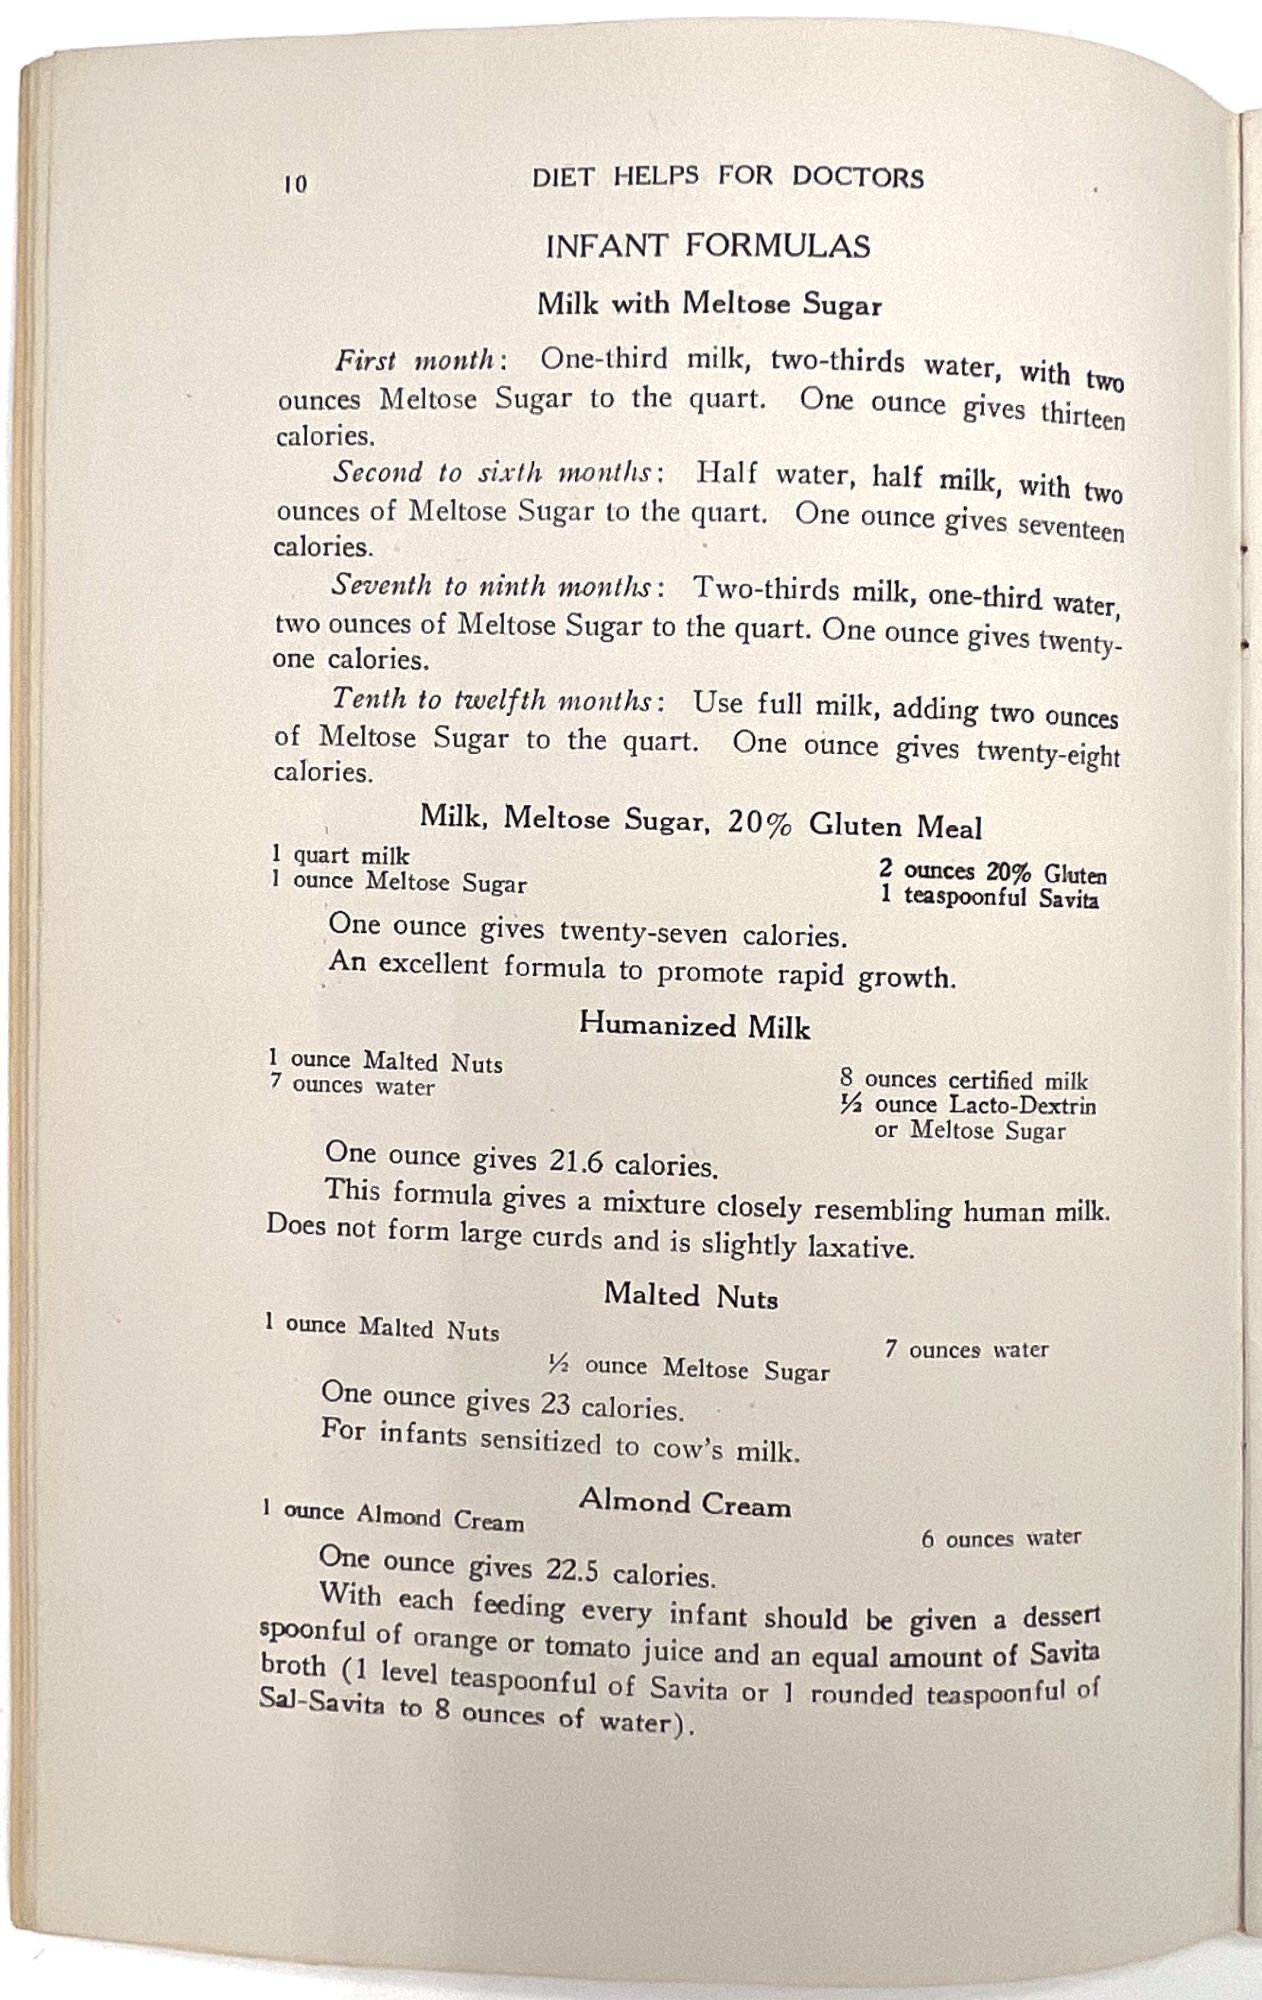 10
DIET HELPS FOR DOCTORS
INFANT FORMULAS
Milk with Meltose Sugar
First month: One-third milk, two-thirds water, with two
ounces Meltose Sugar to the quart. One ounce gives thirteen
calories.
Second to sixth months: Half water, half milk, with two
ounces of Meltose Sugar to the quart. One ounce gives seventeen
calories.
Seventh to ninth months: Two-thirds milk, one-third water,
two ounces of Meltose Sugar to the quart. One ounce gives twenty-
one calories.
Tenth to twelfth months: Use full milk, adding two ounces
of Meltose Sugar to the quart. One ounce gives twenty-eight
calories.
Milk, Meltose Sugar, 20% Gluten Meal
1 quart milk
1 ounce Meltose Sugar
2 ounces 20% Gluten
1 teaspoonful Savita
One ounce gives twenty-seven calories.
An excellent formula to promote rapid growth.
Humanized Milk
1 ounce Malted Nuts
7 ounces water
8 ounces certified milk
½ ounce Lacto-Dextrin
or Meltose Sugar
One ounce gives 21.6 calories.
This formula gives a mixture closely resembling human milk.
Does not form large curds and is slightly laxative.
Malted Nuts
1 ounce Malted Nuts
7 ounces water
½ ounce Meltose Sugar
One ounce gives 23 calories.
For infants sensitized to cow's milk.
Almond Cream
1 ounce Almond Cream
6 ounces water
One ounce gives 22.5 calories.
With each feeding every infant should be given a dessert
spoonful of orange or tomato juice and an equal amount of Savita
broth (1 level teaspoonful of Savita or 1 rounded teaspoonful of
Sal-Savita to 8 ounces of water).